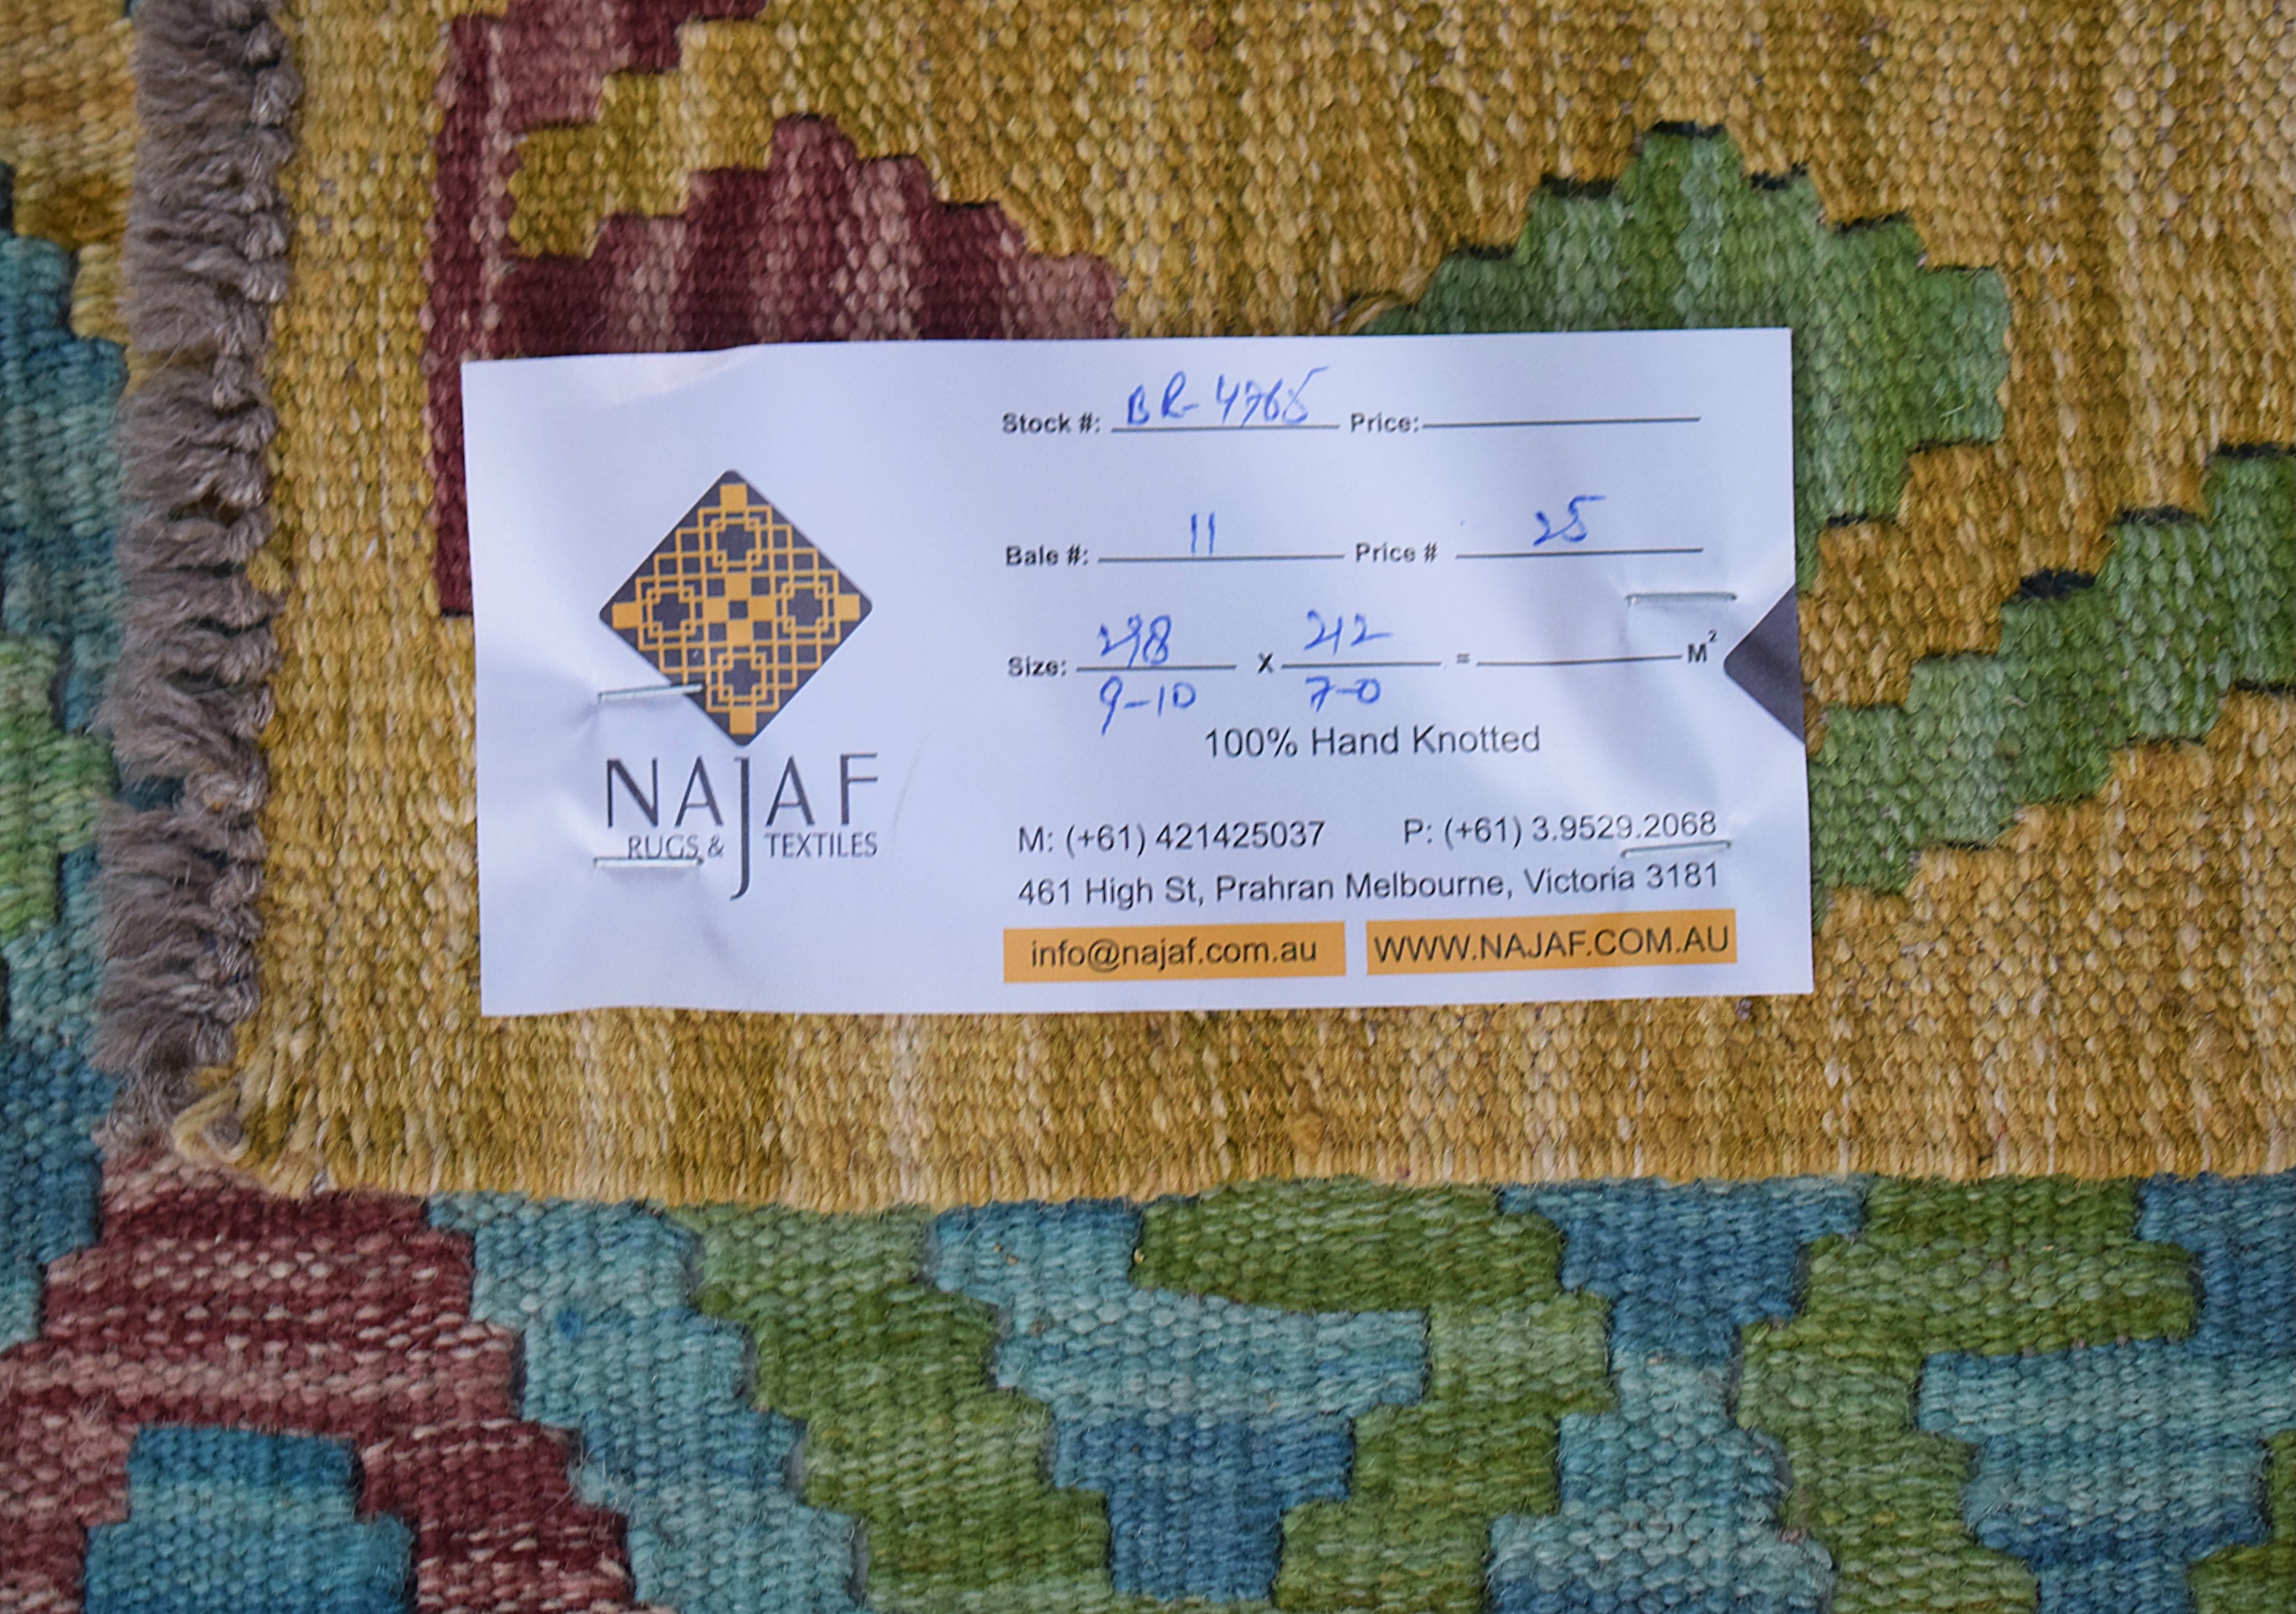 NAJAF
RUGS & TEXTILES
Stock #: BR-4765 Price:
Bale #: 11 Price # 25
Size: 298 X 212 = M²
9-10 7-0
100% Hand Knotted
M: (+61) 421425037 P: (+61) 3.9529.2068
461 High St, Prahran Melbourne, Victoria 3181
info@najaf.com.au WWW.NAJAF.COM.AU